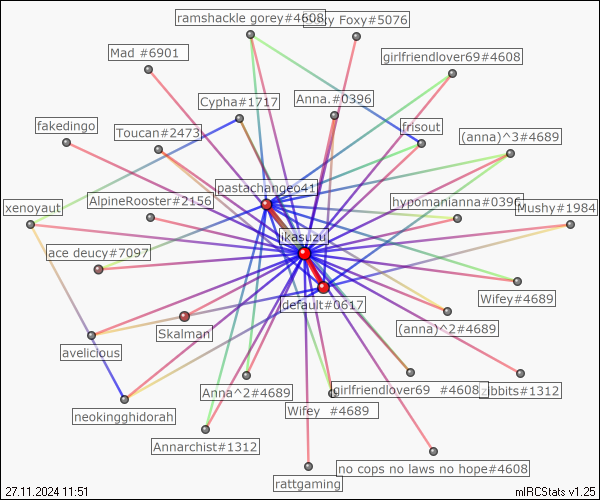 ramshackle gorey#4608
Foxy#5076
Mad #6901
girlfriendlover69#4608
Cypha#1717
Anna.#0396
fakedingo
Toucan#2473
frisout
(anna)^3#4689
pastachangeo41
xenoyaut
AlpineRooster#2156
hypomanianna#0396
Mushy#1984
ikasuzu
ace deucy#7097
default#0617
Wifey#4689
Skalman
(anna)^2#4689
avelicious
Anna^2#4689
girlfriendlover69 #4608
bbits#1312
neokingghidorah
Wifey #4689
Annarchist#1312
no cops no laws no hope#4608
rattgaming
27.11.2024 11:51
mIRCStats v1.25